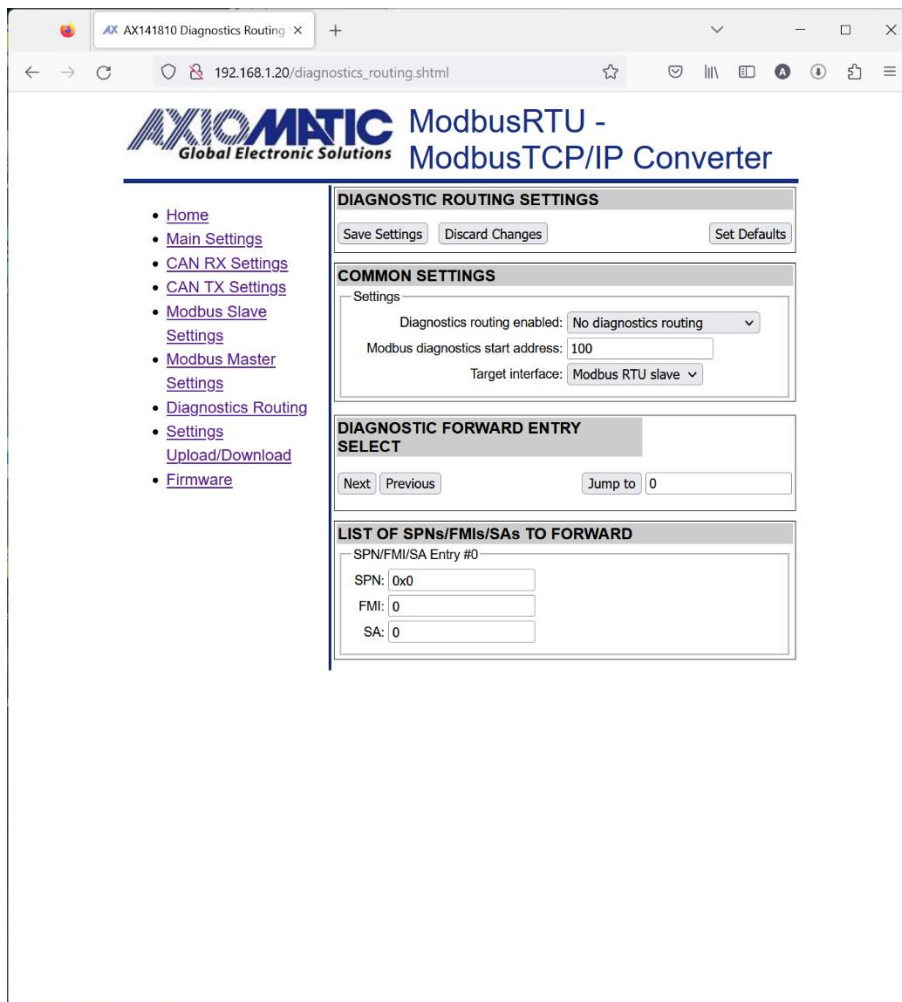 AX AX141810 Diagnostics Routing
192.168.1.20/diagnostics_routing.shtml
A
AXIOMATIC
Global Electronic Solutions
ModbusRTU -
ModbusTCP/IP Converter
Home
Main Settings
CAN RX Settings
CAN TX Settings
Modbus Slave
Settings
Modbus Master
Settings
Diagnostics Routing
Settings
Upload/Download
Firmware
DIAGNOSTIC ROUTING SETTINGS
Save Settings Discard Changes Set Defaults
COMMON SETTINGS
Settings
Diagnostics routing enabled: No diagnostics routing
Modbus diagnostics start address: 100
Target interface: Modbus RTU slave
DIAGNOSTIC FORWARD ENTRY
SELECT
Next Previous Jump to 0
LIST OF SPNs/FMIs/SAs TO FORWARD
SPN/FMI/SA Entry #0
SPN: 0x0
FMI: 0
SA: 0